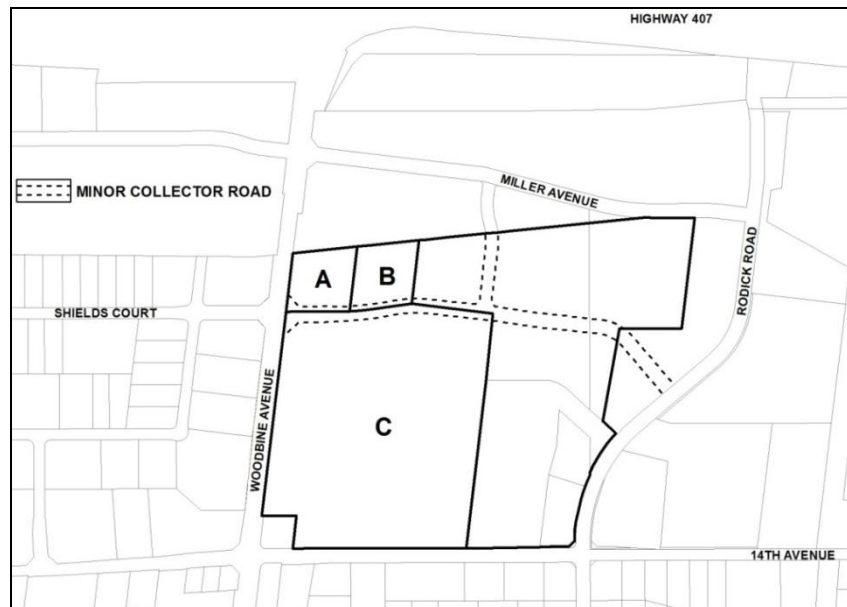 HIGHWAY 407
MINOR COLLECTOR ROAD
MILLER AVENUE
A
B
RODICK ROAD
SHIELDS COURT
WOODBINE AVENUE
C
14TH AVENUE